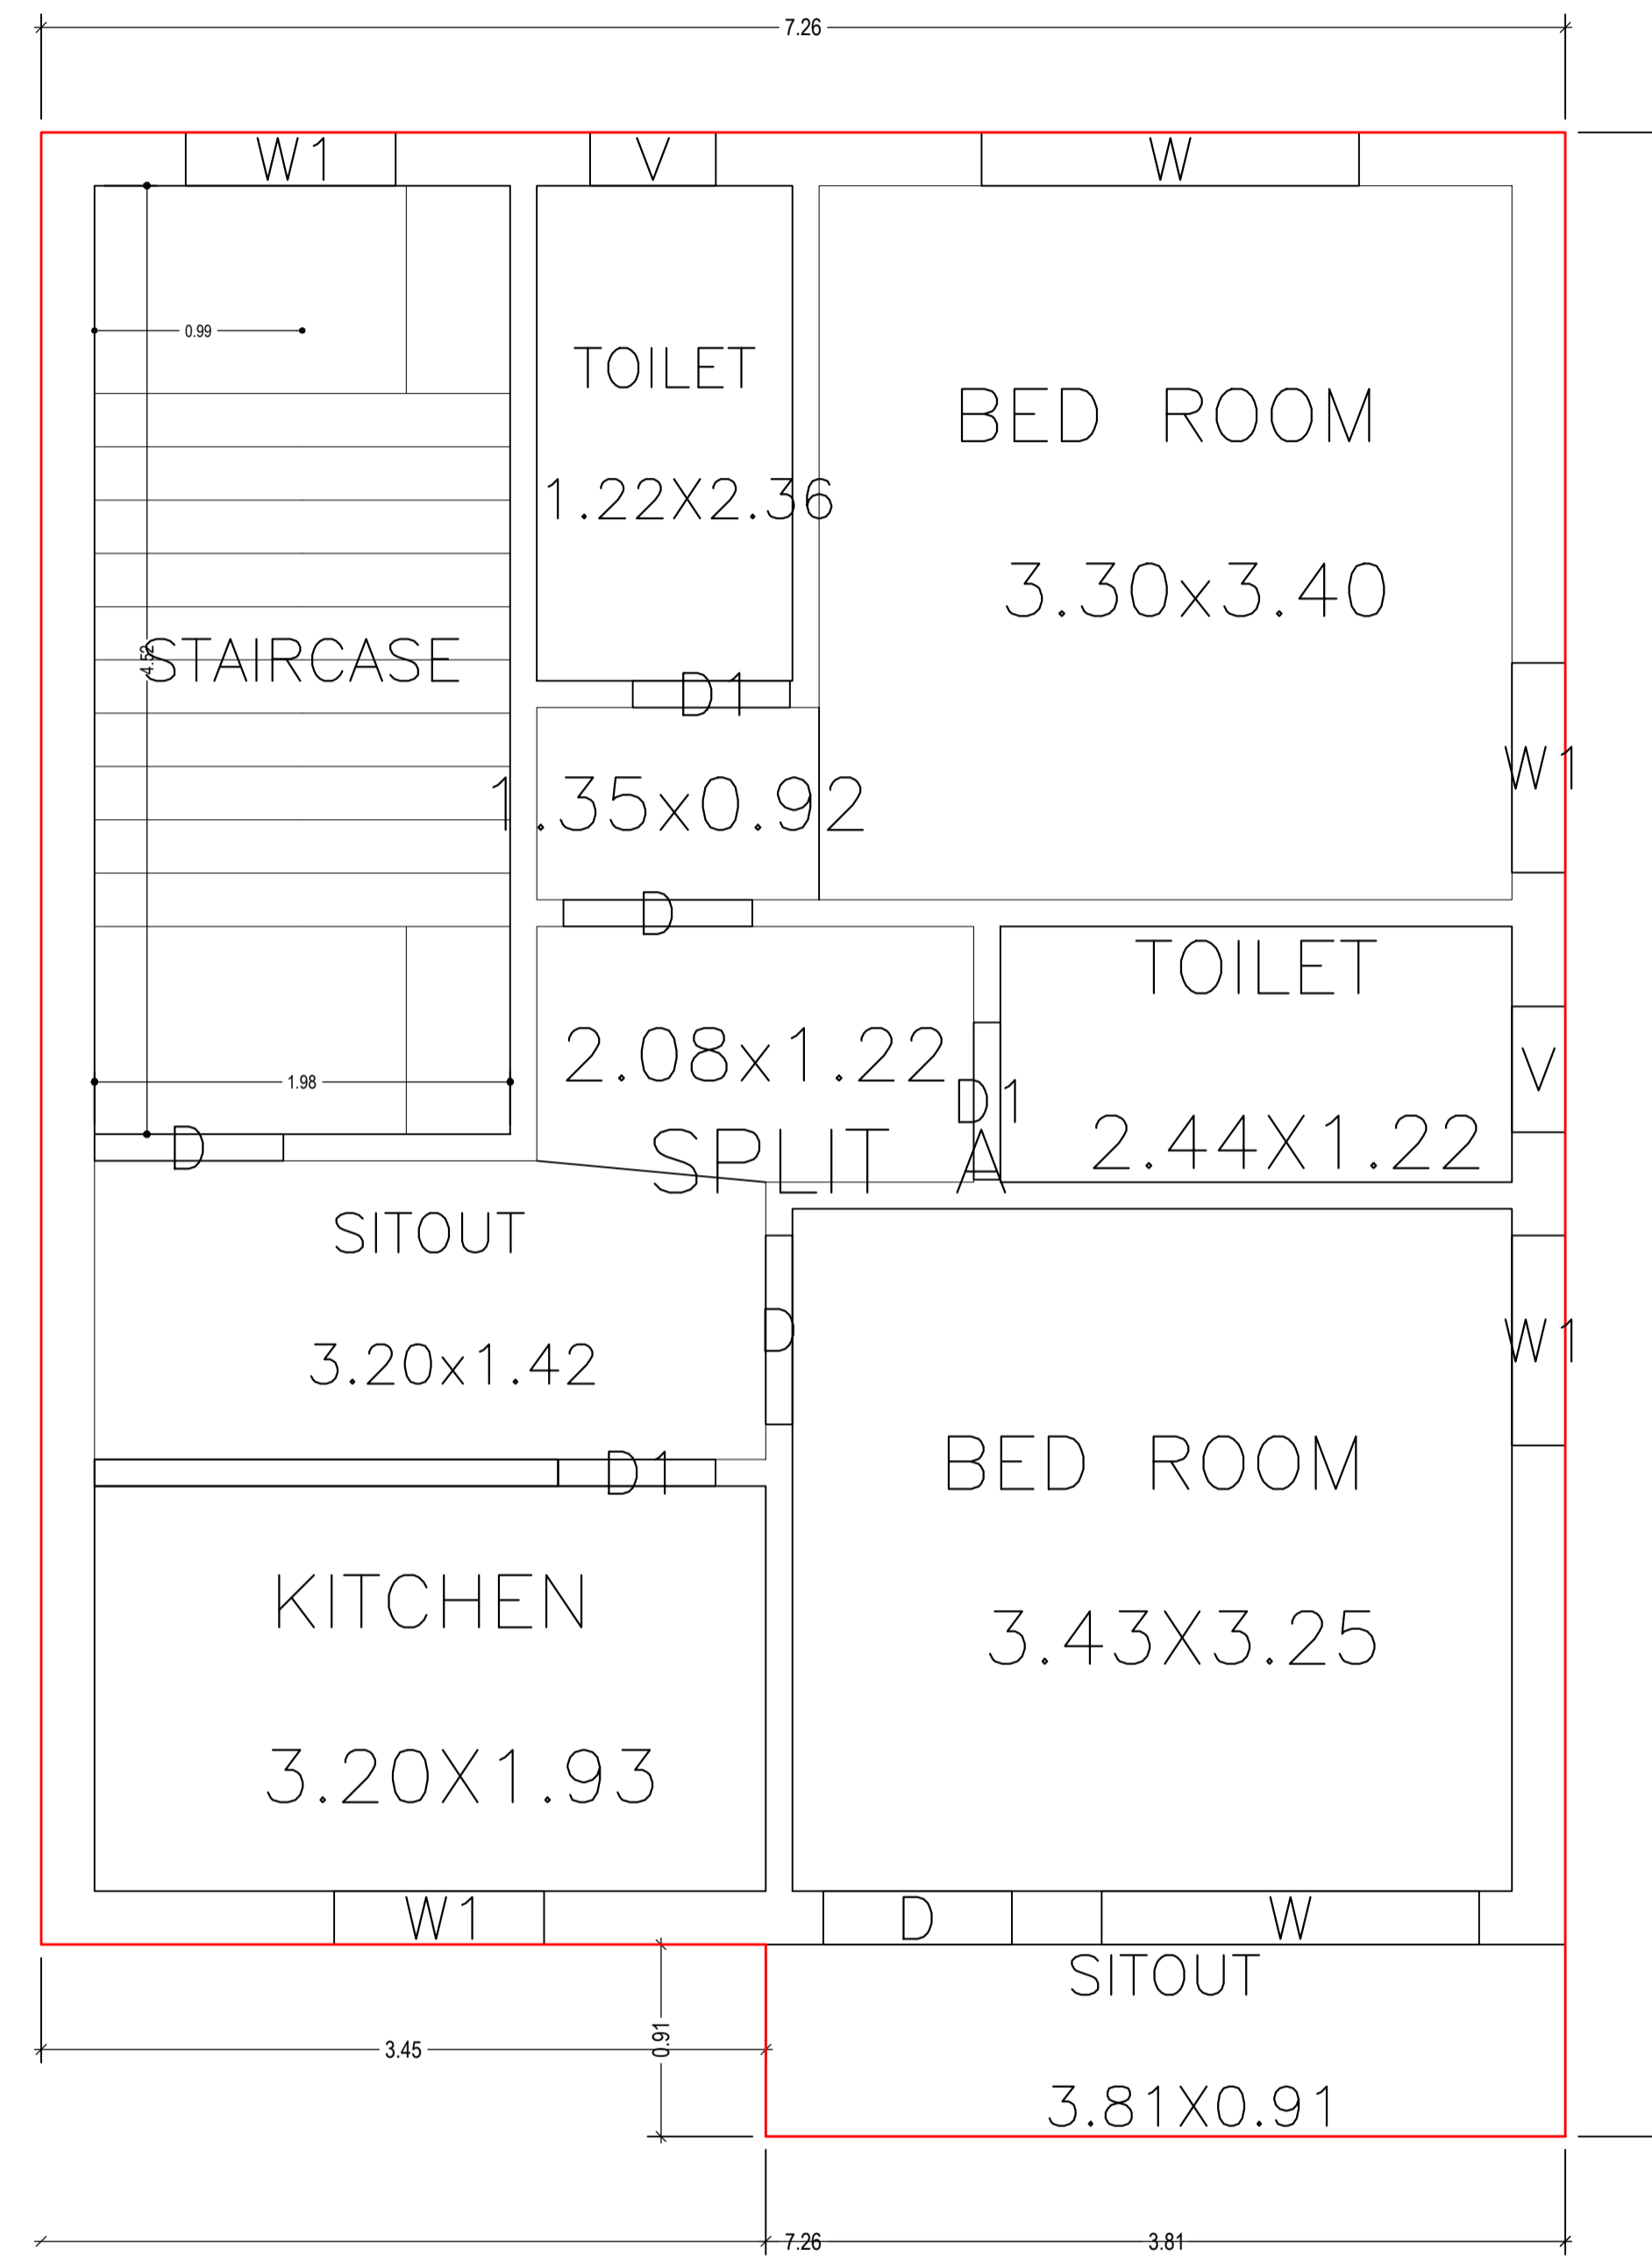 7.26
W1
V
W
0.99
TOILET
BED ROOM
1.22X2.36
3.30x3.40
4.52
STAIRCASE
D1
W1
1.35x0.92
D
TOILET
2.08x1.22
V
1.98
D1
D
2.44X1.22
SPLIT A
SITOUT
D
W1
3.20x1.42
BED ROOM
D1
KITCHEN
3.43X3.25
3.20X1.93
W1
D
W
SITOUT
3.45
0.91
3.81X0.91
7.26
3.81